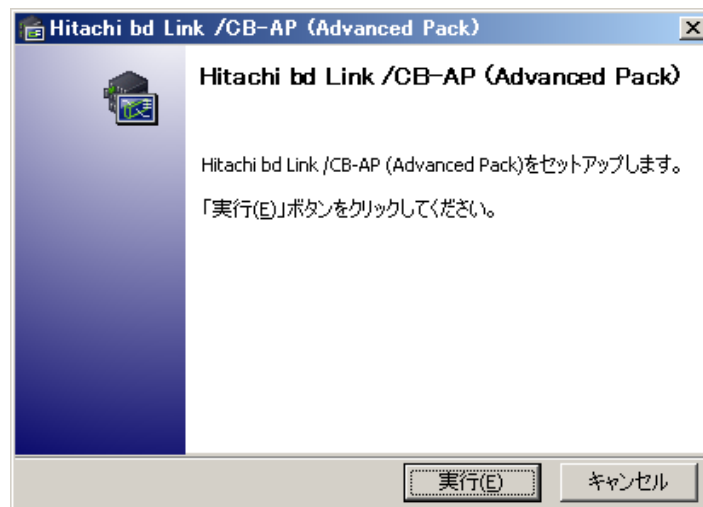 Hitachi bd Link /CB-AP (Advanced Pack)
Hitachi bd Link /CB-AP (Advanced Pack)
Hitachi bd Link /CB-AP (Advanced Pack)をセットアップします。
「実行(E)」ボタンをクリックしてください。
実行(E)
キャンセル